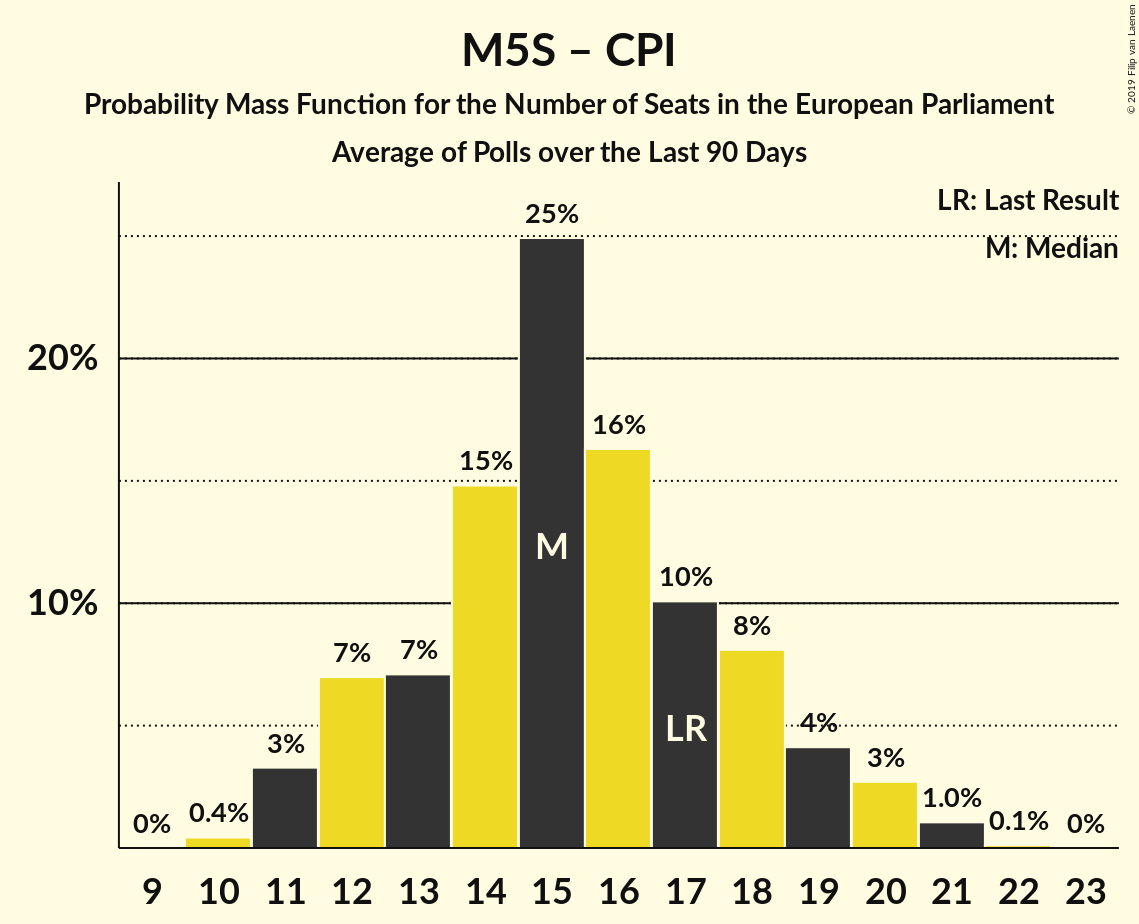 M5S – CPI
Probability Mass Function for the Number of Seats in the European Parliament
Average of Polls over the Last 90 Days
© 2019 Filip van Laenen
LR: Last Result
M: Median
20%
10%
0%
0.4%
3%
7%
7%
15%
25%
16%
10%
8%
4%
3%
1.0%
0.1%
0%
M
LR
9 10 11 12 13 14 15 16 17 18 19 20 21 22 23